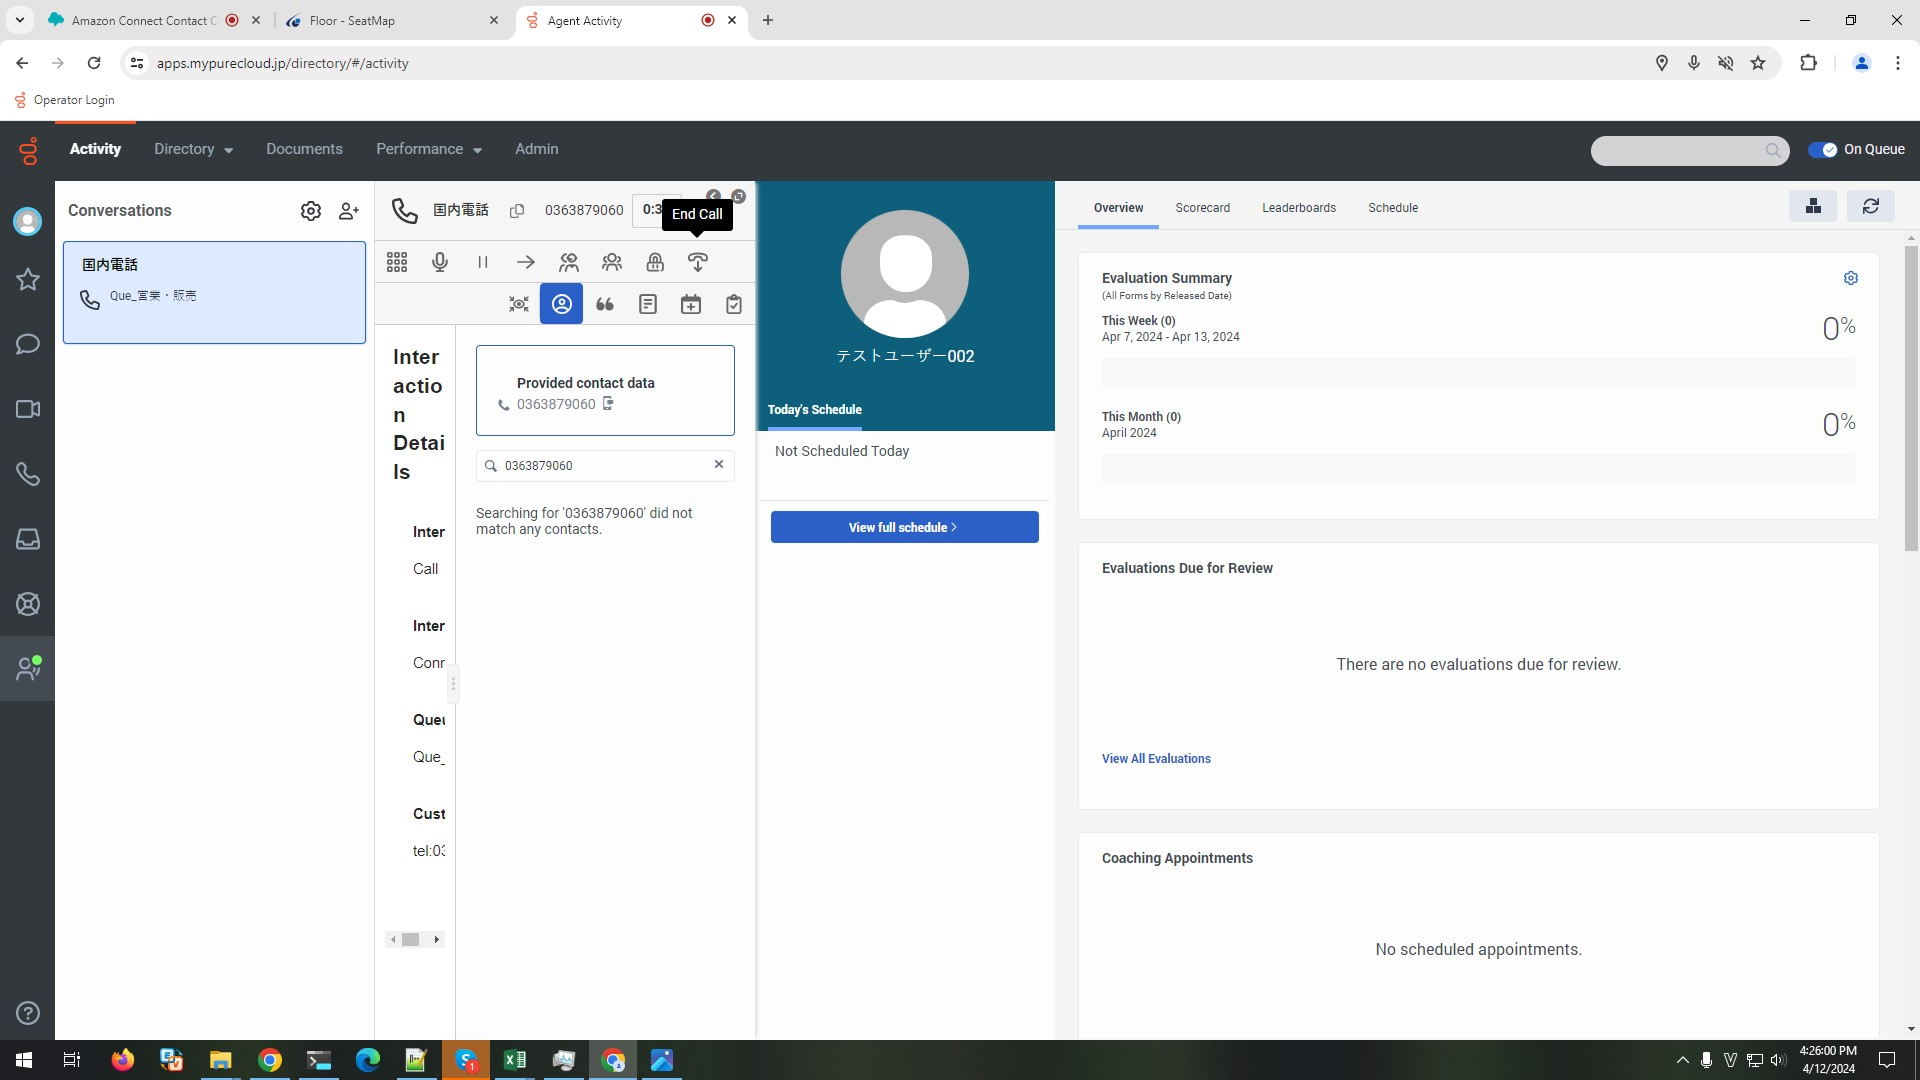 Amazon Connect Contact C
Floor - SeatMap
Agent Activity
apps.mypurecloud.jp/directory/#/activity
Operator Login
Activity
Directory
Documents
Performance
Admin
On Queue
Conversations
国内電話
Que_営業・販売
国内電話
0363879060
0:3
End Call
Interaction Details
Inter
Call
Inter
Conr
Queu
Que_
Cust
tel:03
Provided contact data
0363879060
0363879060
Searching for '0363879060' did not
match any contacts.
テストユーザー002
Today's Schedule
Not Scheduled Today
View full schedule
Overview
Scorecard
Leaderboards
Schedule
Evaluation Summary
(All Forms by Released Date)
This Week (0)
Apr 7, 2024 - Apr 13, 2024
0%
This Month (0)
April 2024
0%
Evaluations Due for Review
There are no evaluations due for review.
View All Evaluations
Coaching Appointments
No scheduled appointments.
4:26:00 PM
4/12/2024